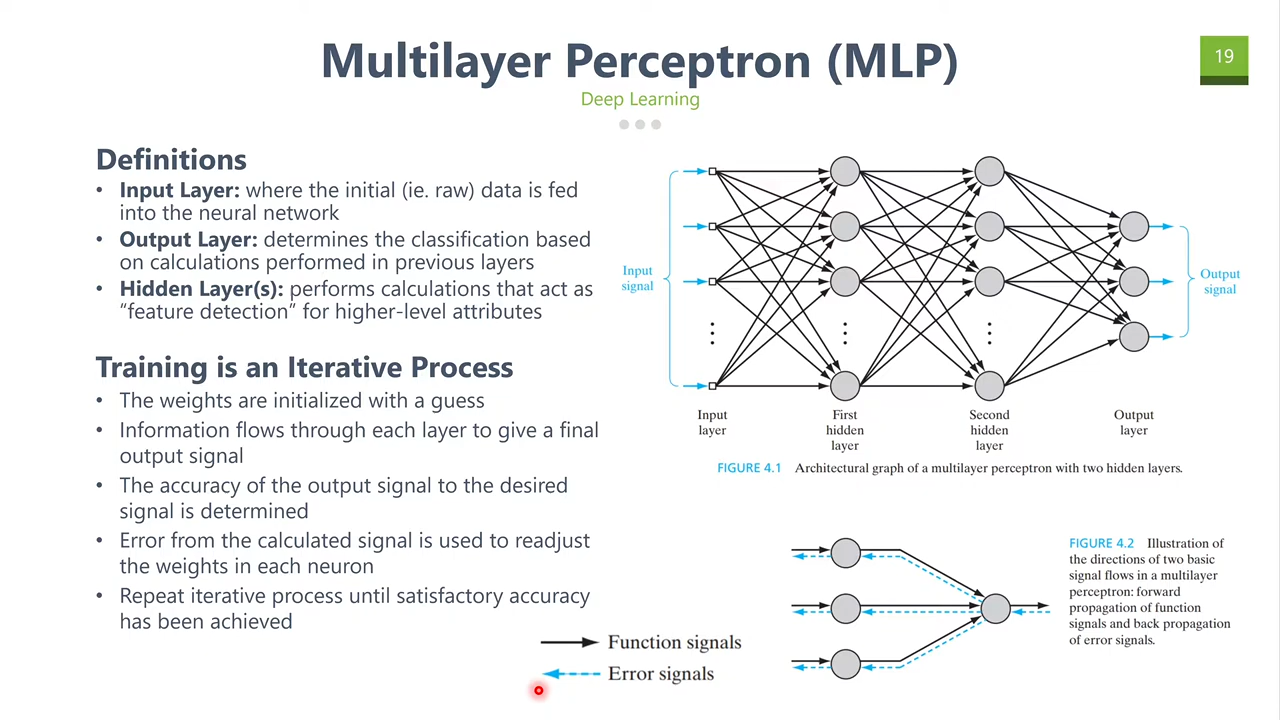 Multilayer Perceptron (MLP)
19
Deep Learning
Definitions
• Input Layer: where the initial (ie. raw) data is fed
into the neural network
• Output Layer: determines the classification based
on calculations performed in previous layers
• Hidden Layer(s): performs calculations that act as
“feature detection” for higher-level attributes
Training is an Iterative Process
• The weights are initialized with a guess
• Information flows through each layer to give a final
output signal
• The accuracy of the output signal to the desired
signal is determined
• Error from the calculated signal is used to readjust
the weights in each neuron
• Repeat iterative process until satisfactory accuracy
has been achieved
Input
signal
Output
signal
Input
layer
First
hidden
layer
Second
hidden
layer
Output
layer
FIGURE 4.1 Architectural graph of a multilayer perceptron with two hidden layers.
FIGURE 4.2 Illustration of
the directions of two basic
signal flows in a multilayer
perceptron: forward
propagation of function
signals and back propagation
of error signals.
Function signals
Error signals